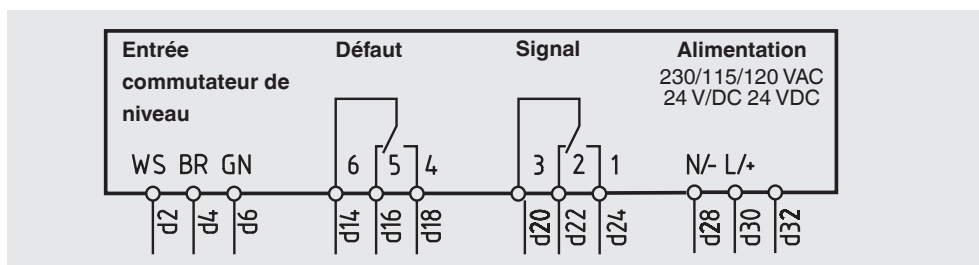 Entrée
commutateur de
niveau
Défaut
Signal
Alimentation
230/115/120 VAC
24 V/DC 24 VDC
WS BR GN
6 5 4
3 2 1
N/- L/+
d2 d4 d6
d14 d16 d18
d20 d22 d24
d28 d30 d32